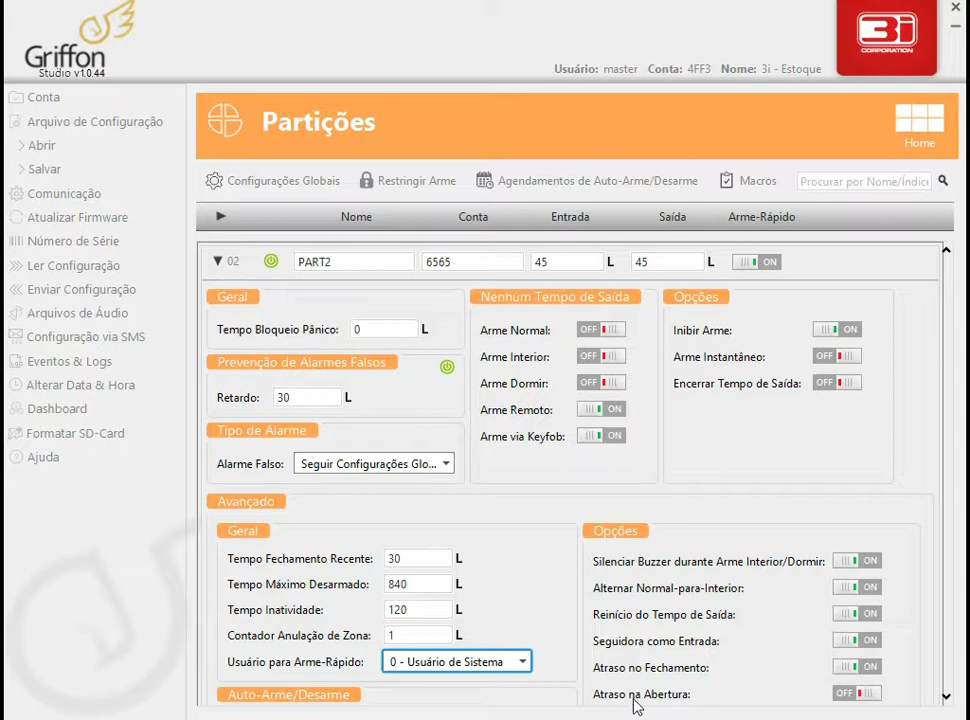 Griffon
Studio v1.0.44
3i
CORPORATION
Usuário: master Conta: 4FF3 Nome: 3i - Estoque
Conta
Arquivo de Configuração
Abrir
Salvar
Comunicação
Atualizar Firmware
Número de Série
Ler Configuração
Enviar Configuração
Arquivos de Áudio
Configuração via SMS
Eventos & Logs
Alterar Data & Hora
Dashboard
Formatar SD-Card
Ajuda
Partições
Home
Configurações Globais Restringir Arme Agendamentos de Auto-Arme/Desarme Macros Procurar por Nome/Índice
Nome Conta Entrada Saída Arme-Rápido
02 PART2 6565 45 L 45 L ON
Geral
Tempo Bloqueio Pânico: 0 L
Prevenção de Alarmes Falsos
Retardo: 30 L
Tipo de Alarme
Alarme Falso: Seguir Configurações Glo...
Nenhum Tempo de Saída
Arme Normal: OFF
Arme Interior: OFF
Arme Dormir: OFF
Arme Remoto: ON
Arme via Keyfob: ON
Opções
Inibir Arme: ON
Arme Instantâneo: OFF
Encerrar Tempo de Saída: OFF
Avançado
Geral
Tempo Fechamento Recente: 30 L
Tempo Máximo Desarmado: 840 L
Tempo Inatividade: 120 L
Contador Anulação de Zona: 1 L
Usuário para Arme-Rápido: 0 - Usuário de Sistema
Auto-Arme/Desarme
Opções
Silenciar Buzzer durante Arme Interior/Dormir: ON
Alternar Normal-para-Interior: ON
Reinício do Tempo de Saída: ON
Seguidora como Entrada: ON
Atraso no Fechamento: ON
Atraso na Abertura: OFF